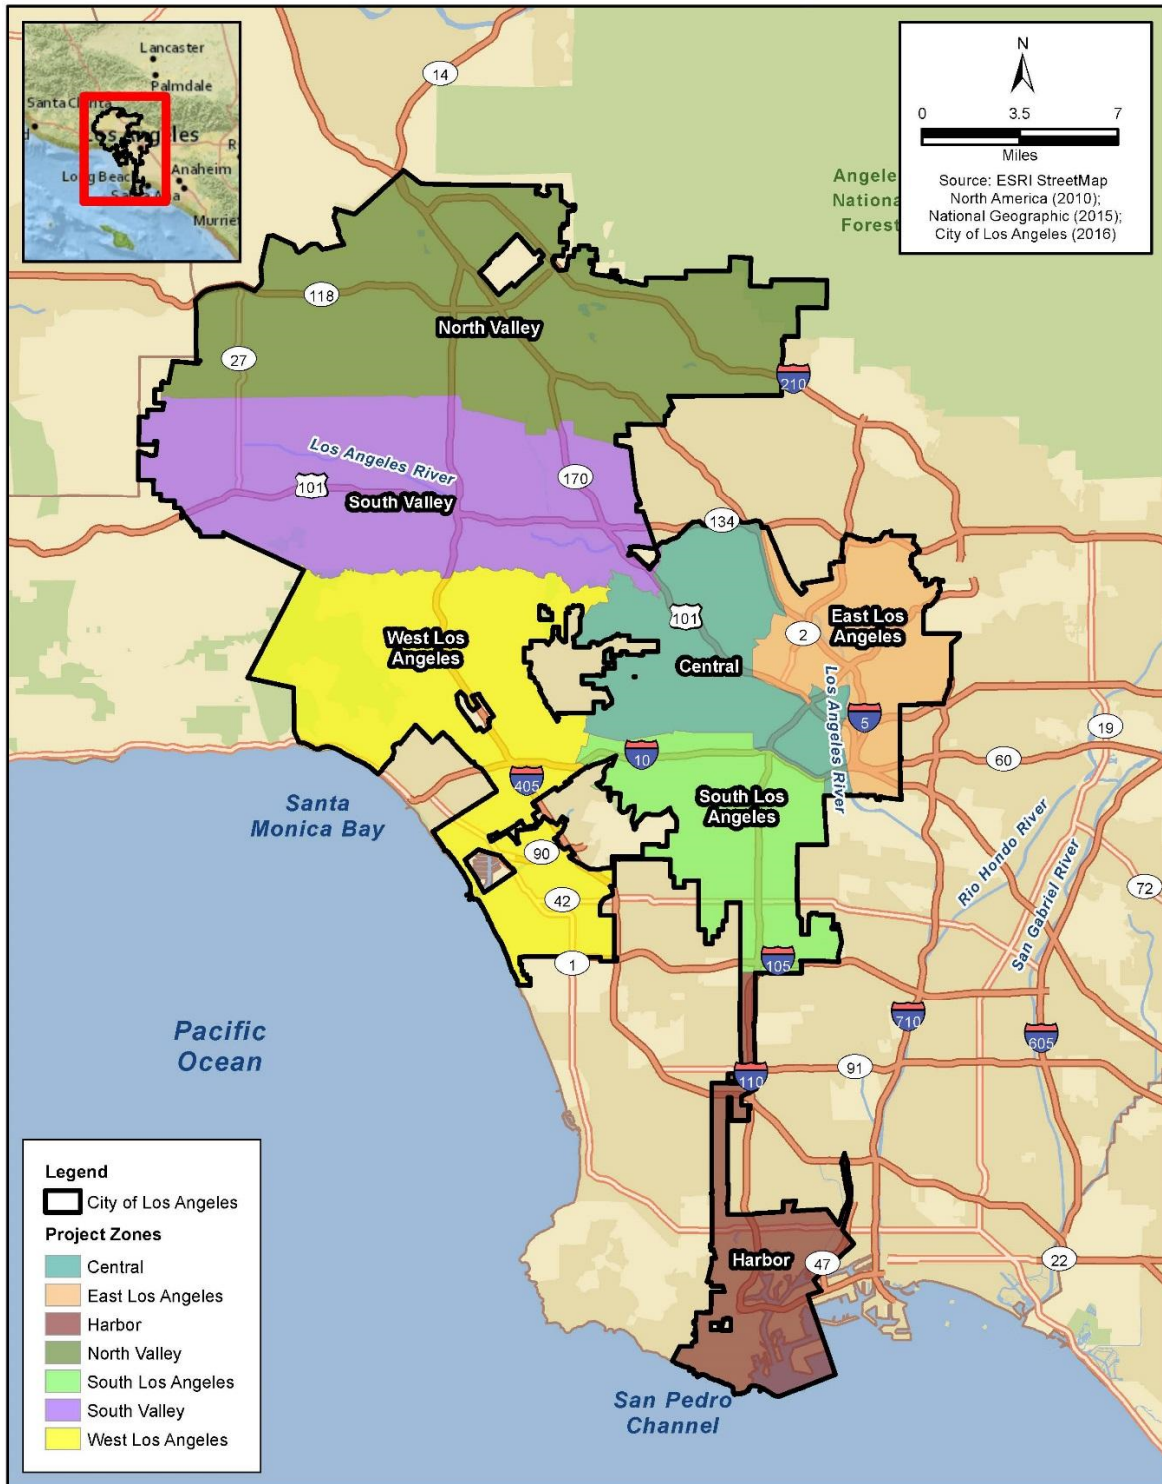 Lancaster
Palmdale
Santa Clarita
Los Angeles
Long Beach
Anaheim
Santa Ana
Murrie
N
0 3.5 7
Miles
Source: ESRI StreetMap
North America (2010);
National Geographic (2015);
City of Los Angeles (2016)
14
Angele
Nationa
Forest
118
North Valley
27
210
Los Angeles River
101
170
South Valley
134
101
2
East Los
Angeles
West Los
Angeles
Central
Los Angeles River
5
19
10
60
405
Santa
Monica Bay
South Los
Angeles
90
Rio Hondo River
San Gabriel River
72
42
1
105
710
605
Pacific
Ocean
110
91
Harbor
47
22
San Pedro
Channel
Legend
City of Los Angeles
Project Zones
Central
East Los Angeles
Harbor
North Valley
South Los Angeles
South Valley
West Los Angeles